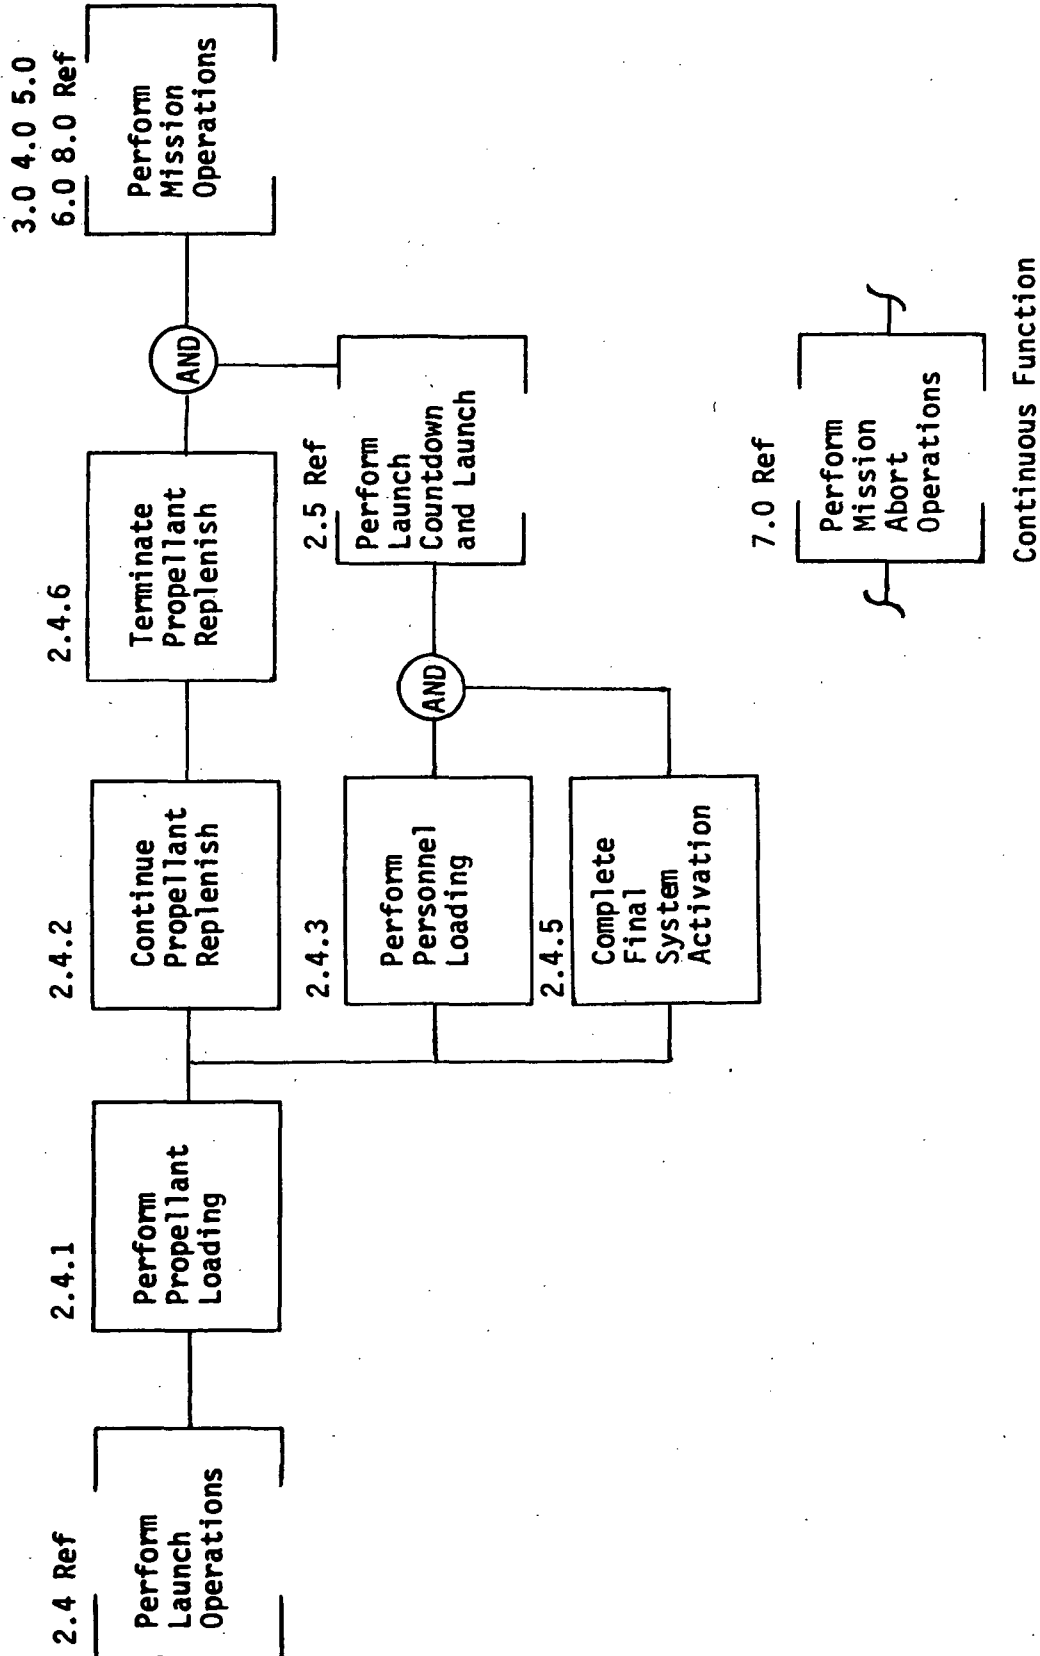 2.4 Ref
Perform
Launch
Operations
2.4.1
Perform
Propellant
Loading
2.4.2
Continue
Propellant
Replenish
2.4.6
Terminate
Propellant
Replenish
AND
3.0 4.0 5.0
6.0 8.0 Ref
Perform
Mission
Operations
2.4.3
Perform
Personnel
Loading
2.4.5
Complete
Final
System
Activation
AND
2.5 Ref
Perform
Launch
Countdown
and Launch
7.0 Ref
Perform
Mission
Abort
Operations
Continuous Function